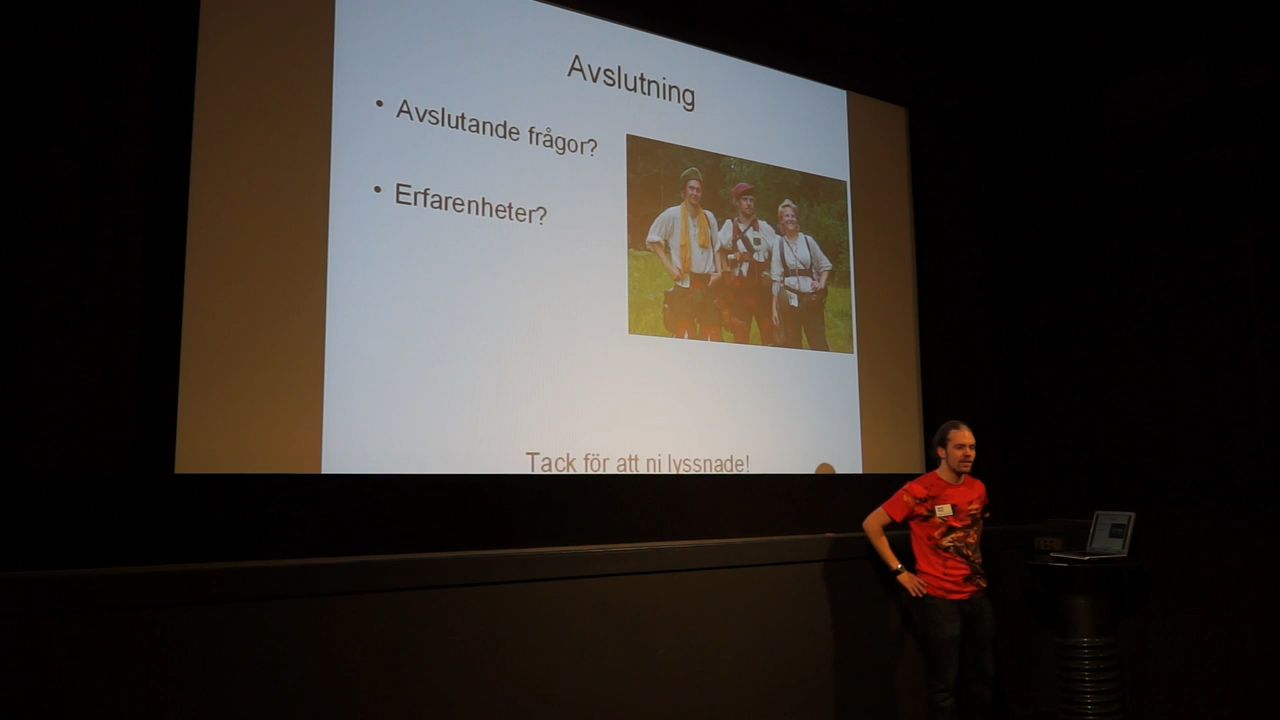 Avslutning
• Avslutande frågor?
• Erfarenheter?
Tack för att ni lyssnade!